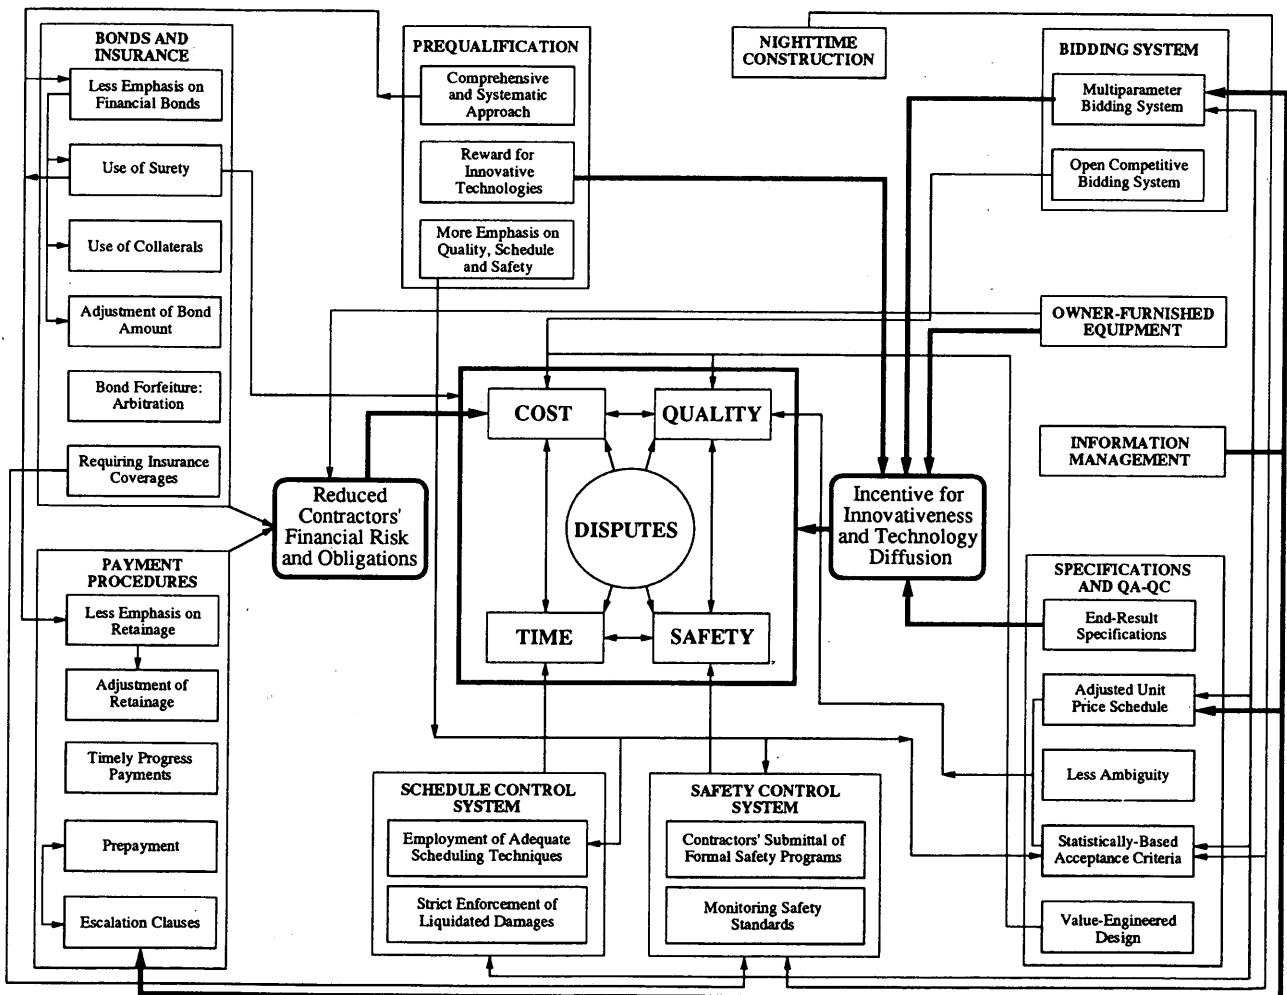 BONDS AND
INSURANCE
Less Emphasis on
Financial Bonds
Use of Surety
Use of Collaterals
Adjustment of Bond
Amount
Bond Forfeiture:
Arbitration
Requiring Insurance
Coverages
PAYMENT
PROCEDURES
Less Emphasis on
Retainage
Adjustment of
Retainage
Timely Progress
Payments
Prepayment
Escalation Clauses
PREQUALIFICATION
Comprehensive
and Systematic
Approach
Reward for
Innovative
Technologies
More Emphasis on
Quality, Schedule
and Safety
Reduced
Contractors'
Financial Risk
and Obligations
COST
QUALITY
DISPUTES
TIME
SAFETY
SCHEDULE CONTROL
SYSTEM
Employment of Adequate
Scheduling Techniques
Strict Enforcement of
Liquidated Damages
SAFETY CONTROL
SYSTEM
Contractors' Submittal of
Formal Safety Programs
Monitoring Safety
Standards
NIGHTTIME
CONSTRUCTION
Incentive for
Innovativeness
and Technology
Diffusion
BIDDING SYSTEM
Multiparameter
Bidding System
Open Competitive
Bidding System
OWNER-FURNISHED
EQUIPMENT
INFORMATION
MANAGEMENT
SPECIFICATIONS
AND QA-QC
End-Result
Specifications
Adjusted Unit
Price Schedule
Less Ambiguity
Statistically-Based
Acceptance Criteria
Value-Engineered
Design